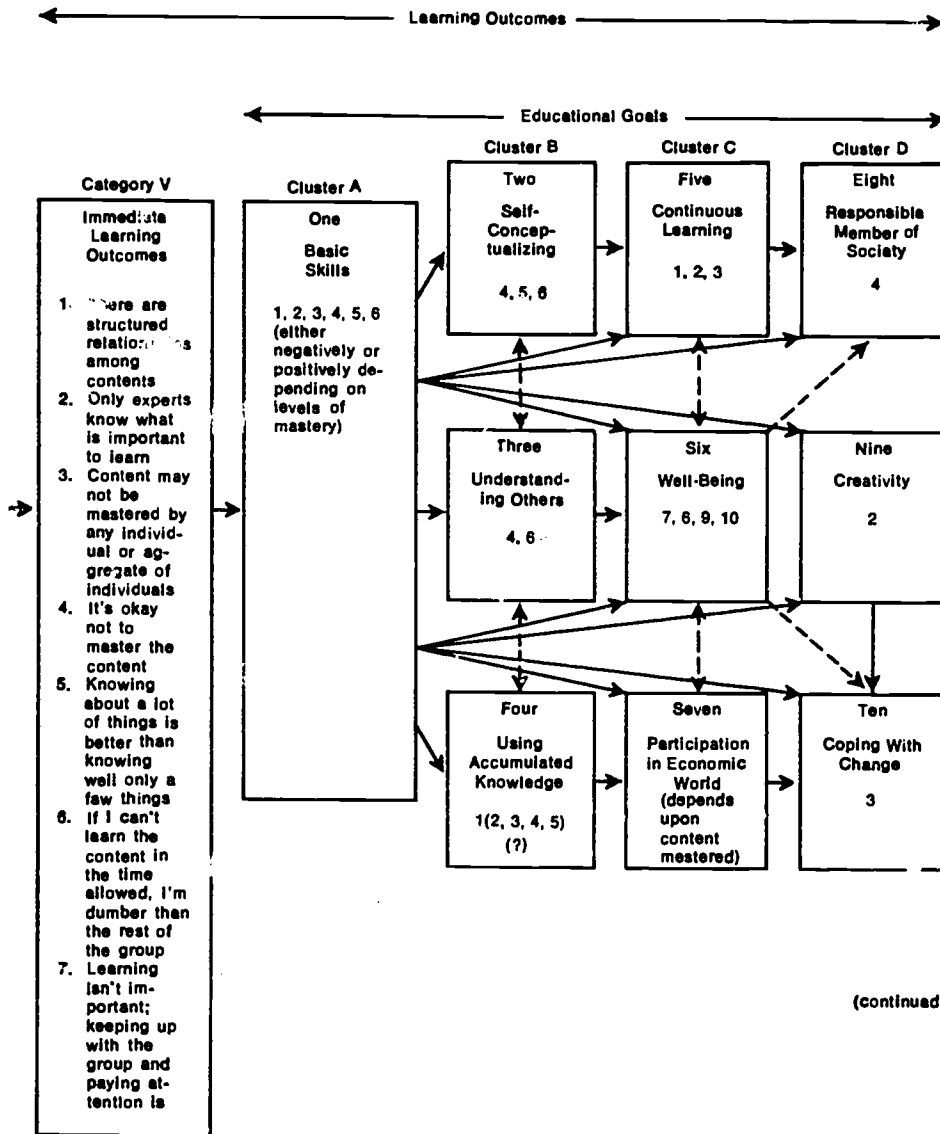 Learning Outcomes
Educational Goals
Category V
Immediate
Learning
Outcomes
1. There are
structured
among
contents
2. Only experts
know what
is important
to learn
3. Content may
not be
mastered by
any individ-
ual or ag-
gregate of
individuals
4. It's okay
not to
master the
content
5. Knowing
about a lot
of things is
better than
knowing
well only a
few things
6. If I can't
learn the
content in
the time
allowed, I'm
dumber than
the rest of
the group
7. Learning
isn't im-
portant;
keeping up
with the
group and
paying at-
tention is
Cluster A
One
Basic
Skills
1, 2, 3, 4, 5, 6
(either
negatively or
positively de-
pending on
levels of
mastery)
Cluster B
Two
Self-
Concep-
tualizing
4, 5, 6
Three
Understand-
ing Others
4, 6
Four
Using
Accumulated
Knowledge
1(2, 3, 4, 5)
(?)
Cluster C
Five
Continuous
Learning
1, 2, 3
Six
Well-Being
7, 6, 9, 10
Seven
Participation
in Economic
World
(depends
upon
content
mestered)
Cluster D
Eight
Responsible
Member of
Sociaty
4
Nine
Creativity
2
Ten
Coping With
Change
3
(continuad